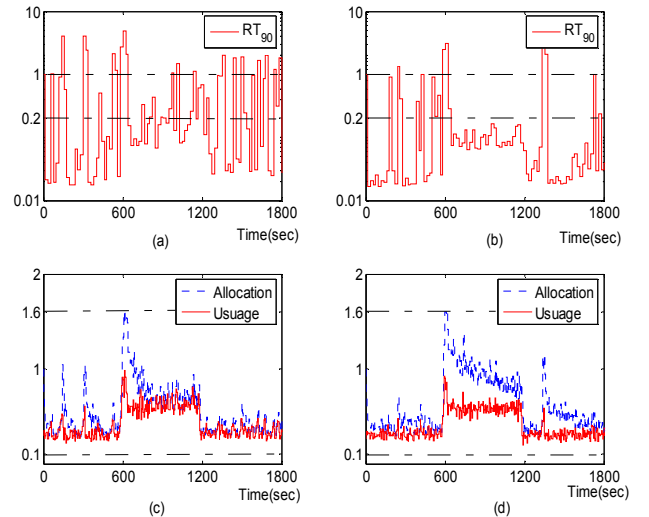 10
RT90
1
0.2
0.01
0 600 1200 1800
Time(sec)
(a)
10
RT90
1
0.2
0.01
0 600 1200 1800
Time(sec)
(b)
2
Allocation
Usuage
1.6
1
0.1
0 600 1200 1800
Time(sec)
(c)
2
Allocation
Usuage
1.6
1
0.1
0 600 1200 1800
Time(sec)
(d)